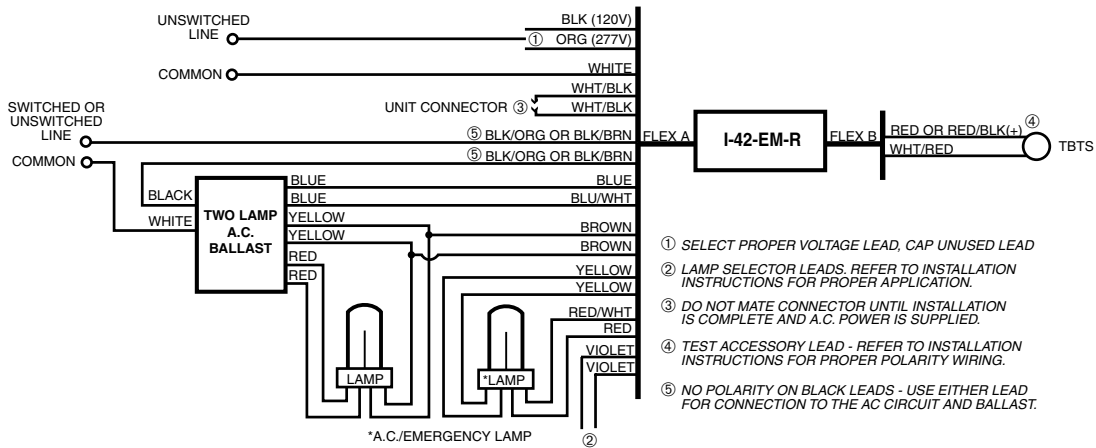 UNSWITCHED
LINE
BLK (120V)
① ORG (277V)
COMMON
WHITE
WHT/BLK
UNIT CONNECTOR ③
WHT/BLK
SWITCHED OR
UNSWITCHED
LINE
⑤ BLK/ORG OR BLK/BRN
COMMON
⑤ BLK/ORG OR BLK/BRN
FLEX A
I-42-EM-R
FLEX B
RED OR RED/BLK(+)
④
WHT/RED
TBTS
BLACK
WHITE
TWO LAMP
A.C.
BALLAST
BLUE
BLUE
YELLOW
YELLOW
RED
RED
BLUE
BLU/WHT
BROWN
BROWN
YELLOW
YELLOW
RED/WHT
RED
VIOLET
VIOLET
LAMP
*LAMP
*A.C./EMERGENCY LAMP
②
① SELECT PROPER VOLTAGE LEAD, CAP UNUSED LEAD
② LAMP SELECTOR LEADS. REFER TO INSTALLATION
INSTRUCTIONS FOR PROPER APPLICATION.
③ DO NOT MATE CONNECTOR UNTIL INSTALLATION
IS COMPLETE AND A.C. POWER IS SUPPLIED.
④ TEST ACCESSORY LEAD - REFER TO INSTALLATION
INSTRUCTIONS FOR PROPER POLARITY WIRING.
⑤ NO POLARITY ON BLACK LEADS - USE EITHER LEAD
FOR CONNECTION TO THE AC CIRCUIT AND BALLAST.